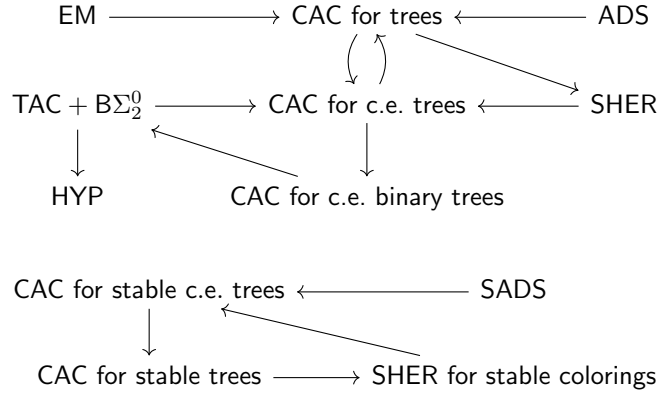 EM CAC for trees ADS
TAC + BΣ⁰₂ CAC for c.e. trees SHER
HYP CAC for c.e. binary trees
CAC for stable c.e. trees SADS
CAC for stable trees SHER for stable colorings